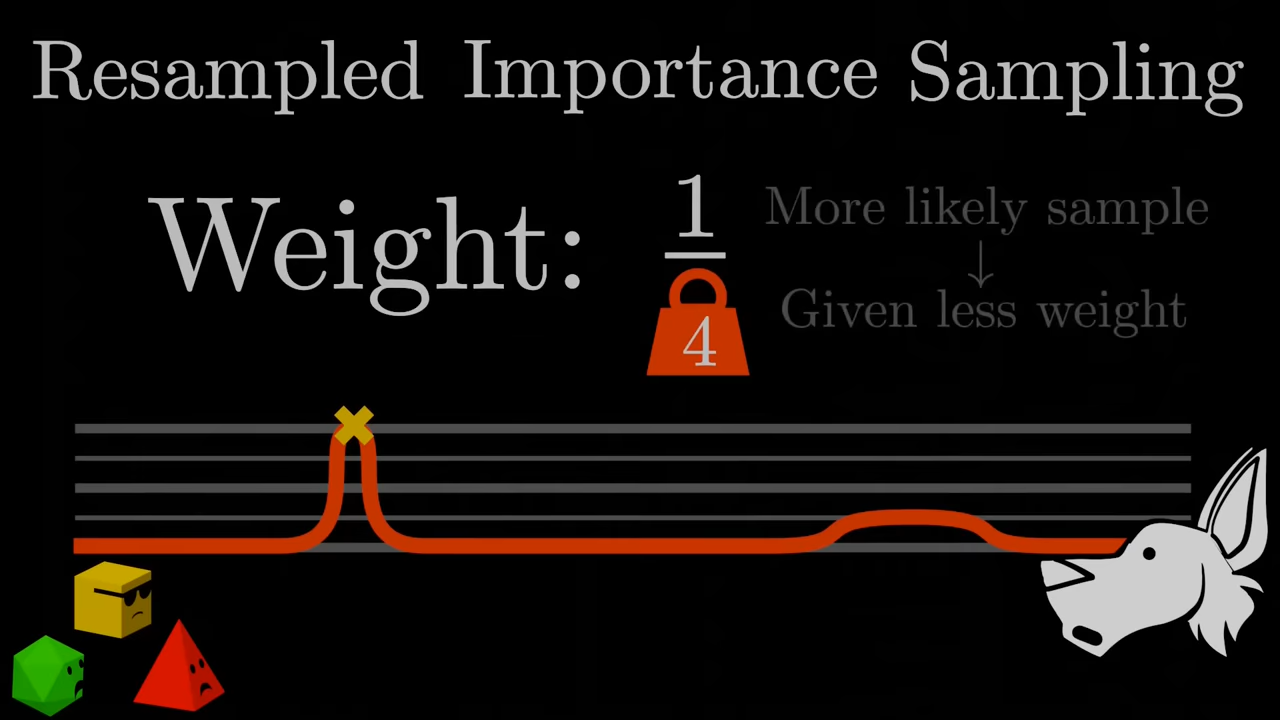 Resampled Importance Sampling
Weight:
1
4
More likely sample
↓
Given less weight